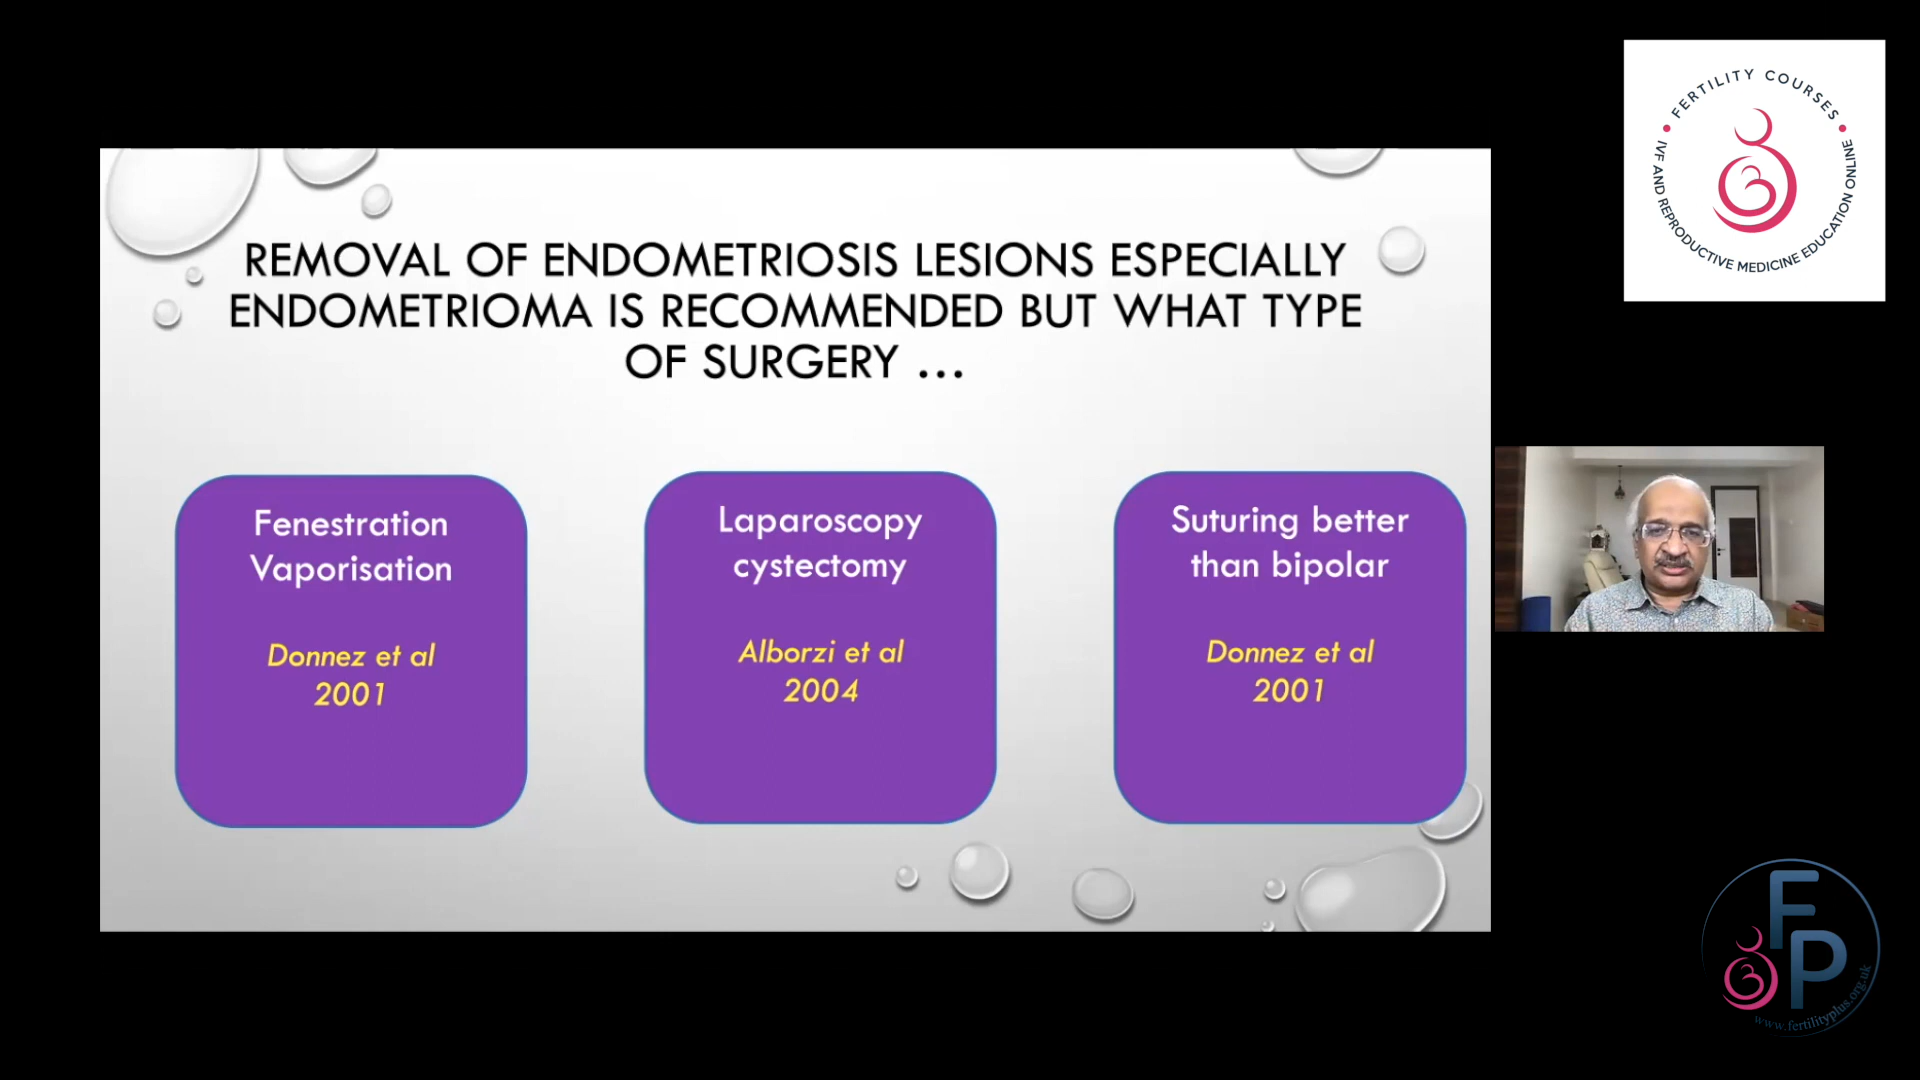 REMOVAL OF ENDOMETRIOSIS LESIONS ESPECIALLY
ENDOMETRIOMA IS RECOMMENDED BUT WHAT TYPE
OF SURGERY ...
Fenestration
Vaporisation
Donnez et al
2001
Laparoscopy
cystectomy
Alborzi et al
2004
Suturing better
than bipolar
Donnez et al
2001
FERTILITY COURSES
IVF AND REPRODUCTIVE MEDICINE EDUCATION ONLINE
FP
www.fertilityplus.org.uk